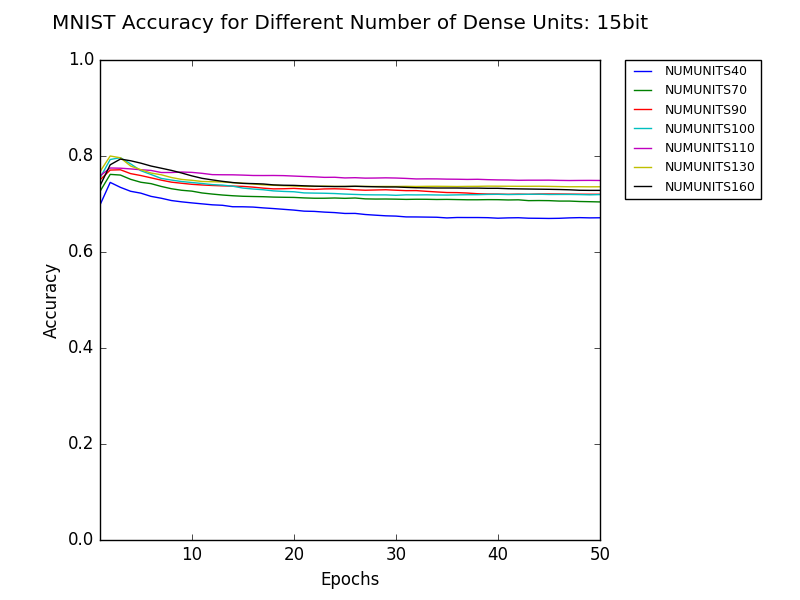 MNIST Accuracy for Different Number of Dense Units: 15bit
1.0
0.8
0.6
0.4
0.2
0.0
Accuracy
10 20 30 40 50
Epochs
NUMUNITS40
NUMUNITS70
NUMUNITS90
NUMUNITS100
NUMUNITS110
NUMUNITS130
NUMUNITS160